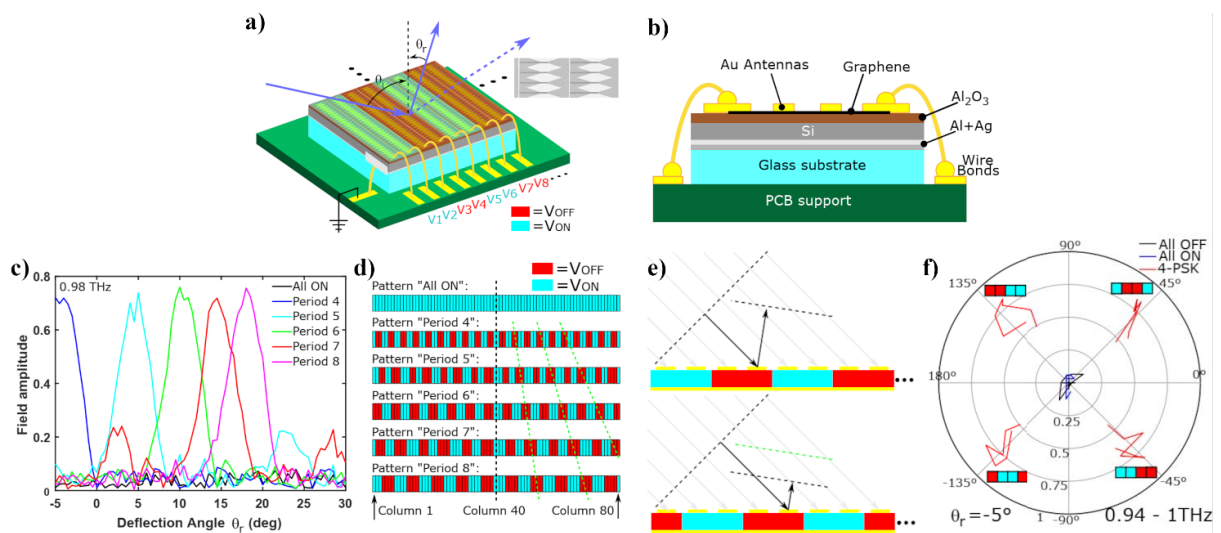 a)
θr
θi
V1 V2 V3 V4 V5 V6 V7 V8
=VOFF
=VON
b)
Au Antennas
Graphene
Al2O3
Al+Ag
Si
Glass substrate
Wire
Bonds
PCB support
c)
0.98 THz
All ON
Period 4
Period 5
Period 6
Period 7
Period 8
Field amplitude
0.8
0.6
0.4
0.2
0
-5 0 5 10 15 20 25 30
Deflection Angle θr (deg)
d)
=VOFF
=VON
Pattern "All ON":
Pattern "Period 4":
Pattern "Period 5":
Pattern "Period 6":
Pattern "Period 7":
Pattern "Period 8":
Column 1 Column 40 Column 80
e)
f)
All OFF
All ON
4-PSK
90°
135° 45°
180° 0°
0.25
0.5
0.75
1
-135° -45°
-90°
θr=-5° 0.94 - 1THz